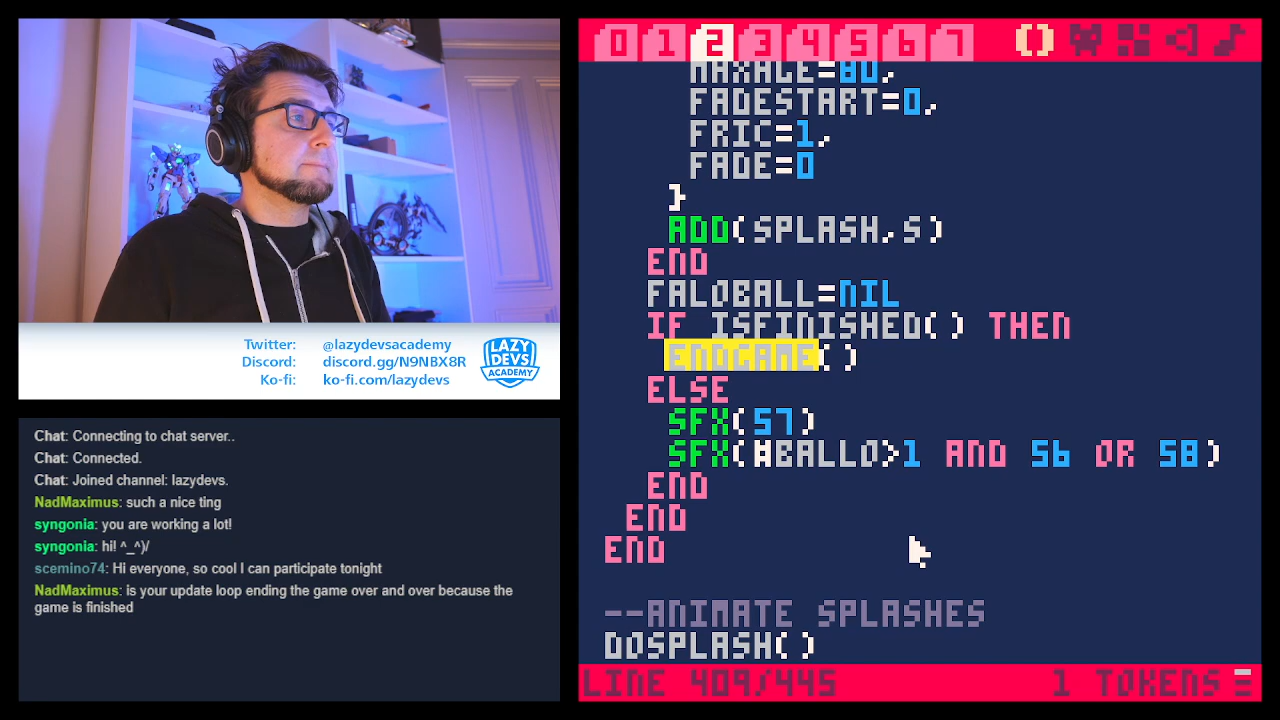 Twitter: @lazydevsacademy
Discord: discord.gg/N9NBX8R
Ko-fi: ko-fi.com/lazydevs
LAZY
DEVS
ACADEMY
Chat: Connecting to chat server..
Chat: Connected.
Chat: Joined channel: lazydevs.
NadMaximus: such a nice ting
syngonia: you are working a lot!
syngonia: hi! ^_^)/
scemino74: Hi everyone, so cool I can participate tonight
NadMaximus: is your update loop ending the game over and over because the
game is finished
0 1 2 3 4 5 6 7 ()
MAXAGE=80,
FADESTART=0,
FRIC=1,
FADE=0
}
ADD(SPLASH,S)
END
FALOBALL=NIL
IF ISFINISHED() THEN
ENDGAME()
ELSE
SFX(57)
SFX(#BALLO>1 AND 56 OR 58)
END
END
END
--ANIMATE SPLASHES
DOSPLASH()
LINE 409/445 1 TOKENS